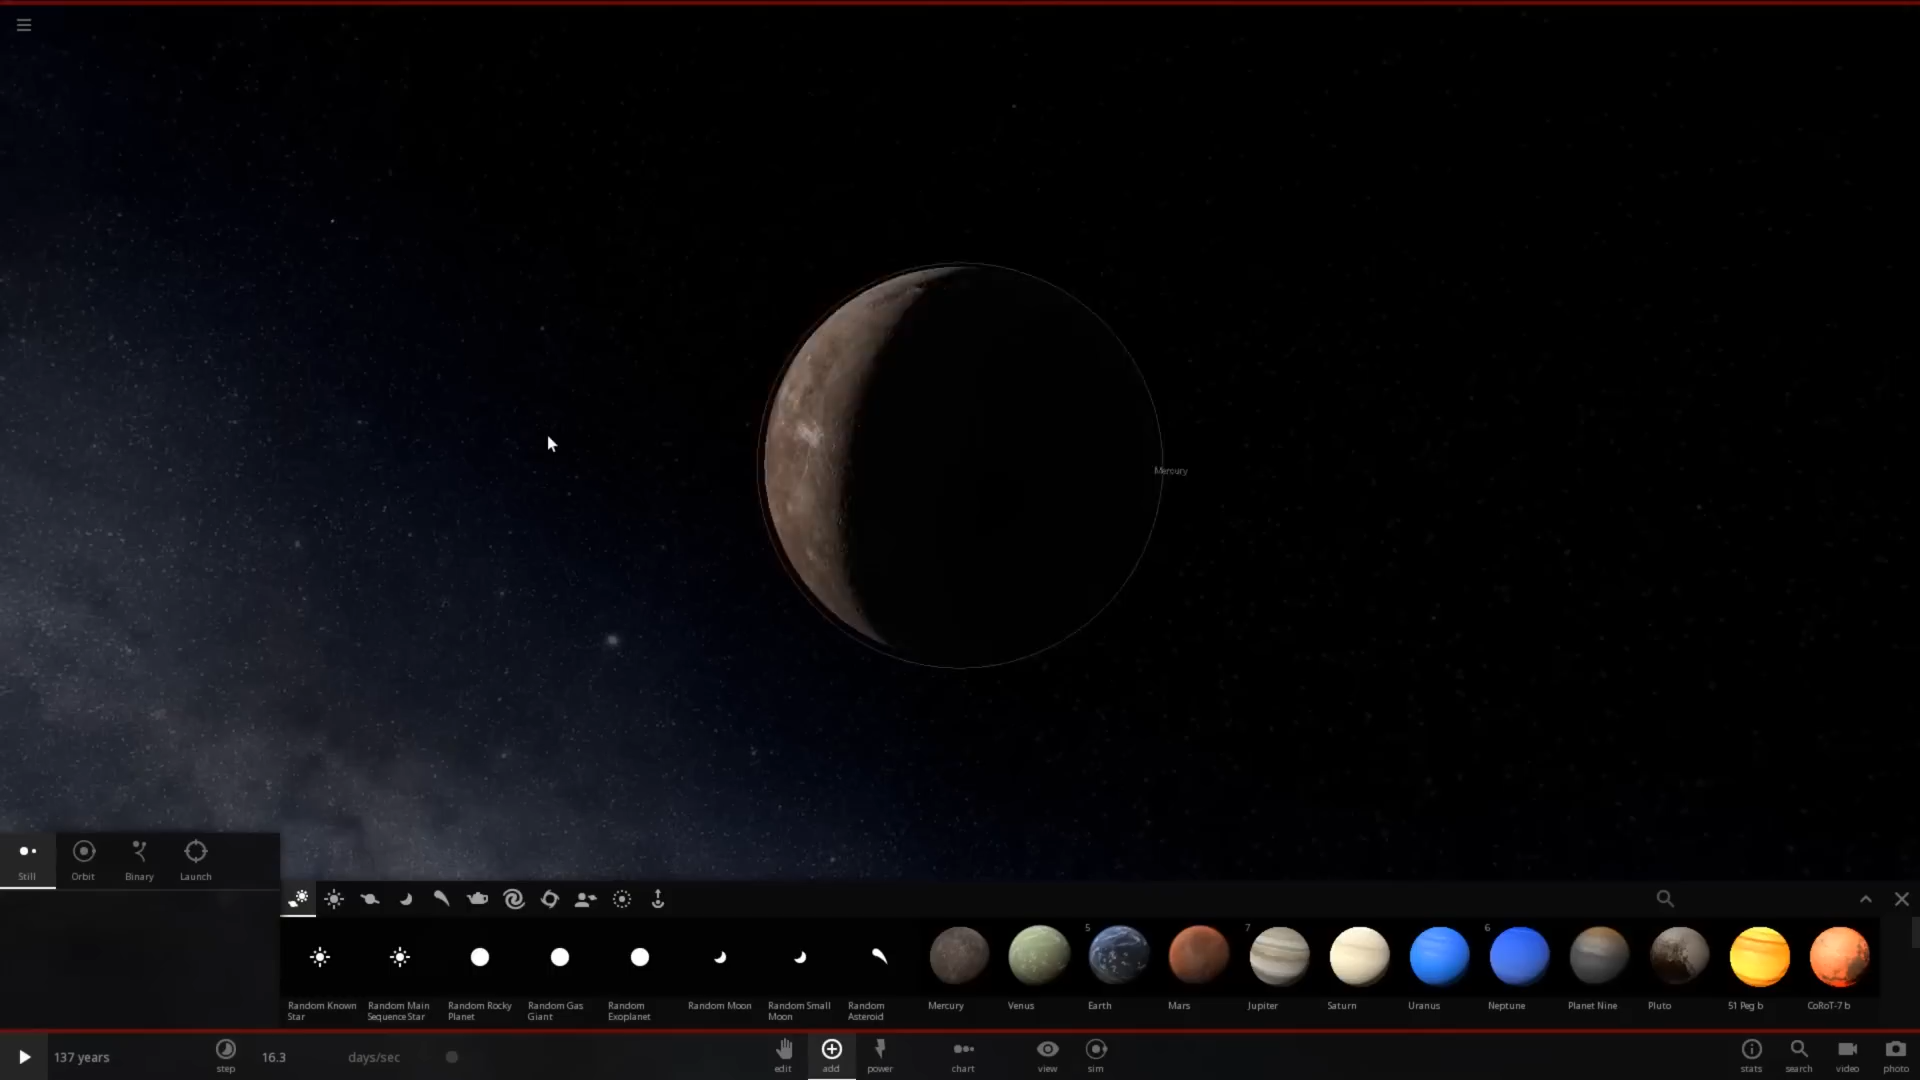 Mercury
Still
Orbit
Binary
Launch
5
7
6
Random Known
Star
Random Main
Sequence Star
Random Rocky
Planet
Random Gas
Giant
Random
Exoplanet
Random Moon
Random Small
Moon
Random
Asteroid
Mercury
Venus
Earth
Mars
Jupiter
Saturn
Uranus
Neptune
Planet Nine
Pluto
51 Peg b
CoRoT-7 b
137 years
step
16.3
days/sec
edit
add
power
chart
view
sim
stats
search
video
photo